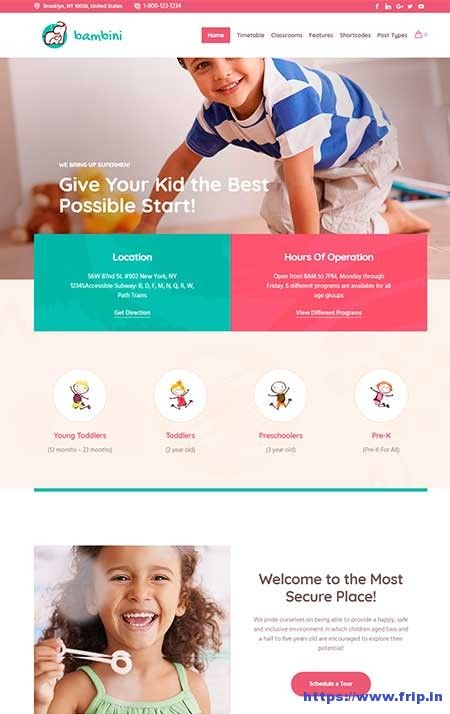 Brooklyn, NY 10036, United States 1-800-123-1234
bambini
Home Timetable Classrooms Features Shortcodes Post Types 0
WE BRING UP SUPERMEN!
Give Your Kid the Best
Possible Start!
Location
56W 87nd St. #902 New York, NY
12345Accessible Subway: B, D, F, M, N, Q, R, W,
Path Trains
Get Direction
Hours Of Operation
Open from 8AM to 7PM, Monday through
Friday. 6 different programs are available for all
age groups
View Different Programs
Young Toddlers
(12 months – 23 months)
Toddlers
(2 year old)
Preschoolers
(3 year old)
Pre-K
(Pre-K For All)
Welcome to the Most
Secure Place!
We pride ourselves on being able to provide a happy, safe
and inclusive environment in which children aged two and
a half to five years old are encouraged to explore their
potential!
Schedule a Tour
https://www.frip.in